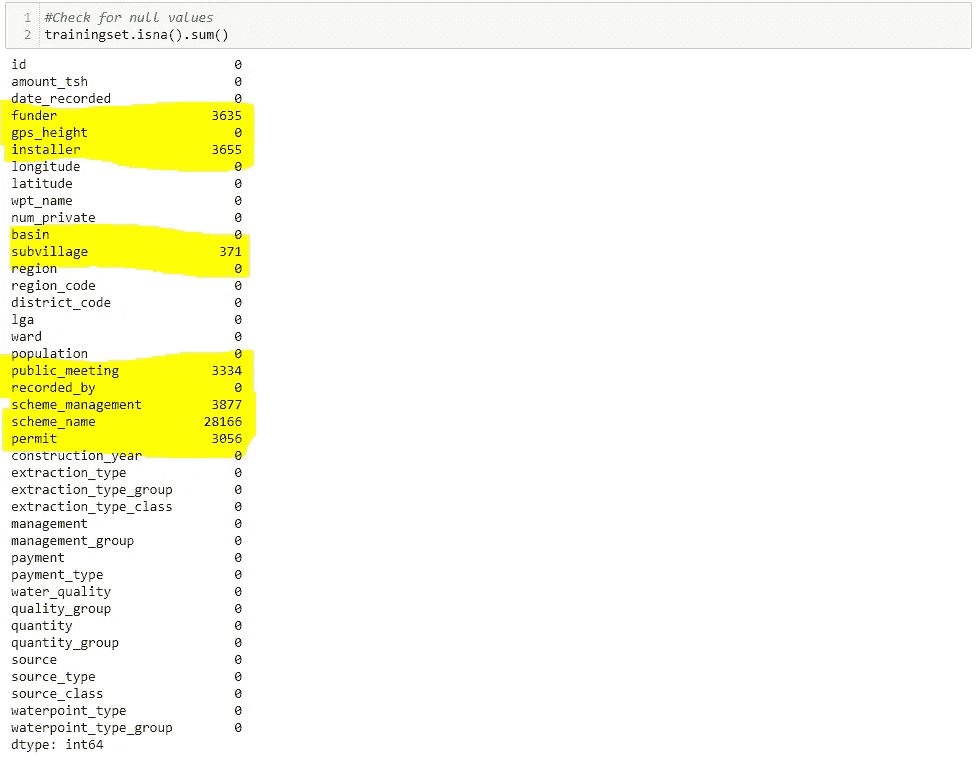 1 #Check for null values
2 trainingset.isna().sum()
id 0
amount_tsh 0
date_recorded 0
funder 3635
gps_height 0
installer 3655
longitude 0
latitude 0
wpt_name 0
num_private 0
basin 0
subvillage 371
region 0
region_code 0
district_code 0
lga 0
ward 0
population 0
public_meeting 3334
recorded_by 0
scheme_management 3877
scheme_name 28166
permit 3056
construction_year 0
extraction_type 0
extraction_type_group 0
extraction_type_class 0
management 0
management_group 0
payment 0
payment_type 0
water_quality 0
quality_group 0
quantity 0
quantity_group 0
source 0
source_type 0
source_class 0
waterpoint_type 0
waterpoint_type_group 0
dtype: int64